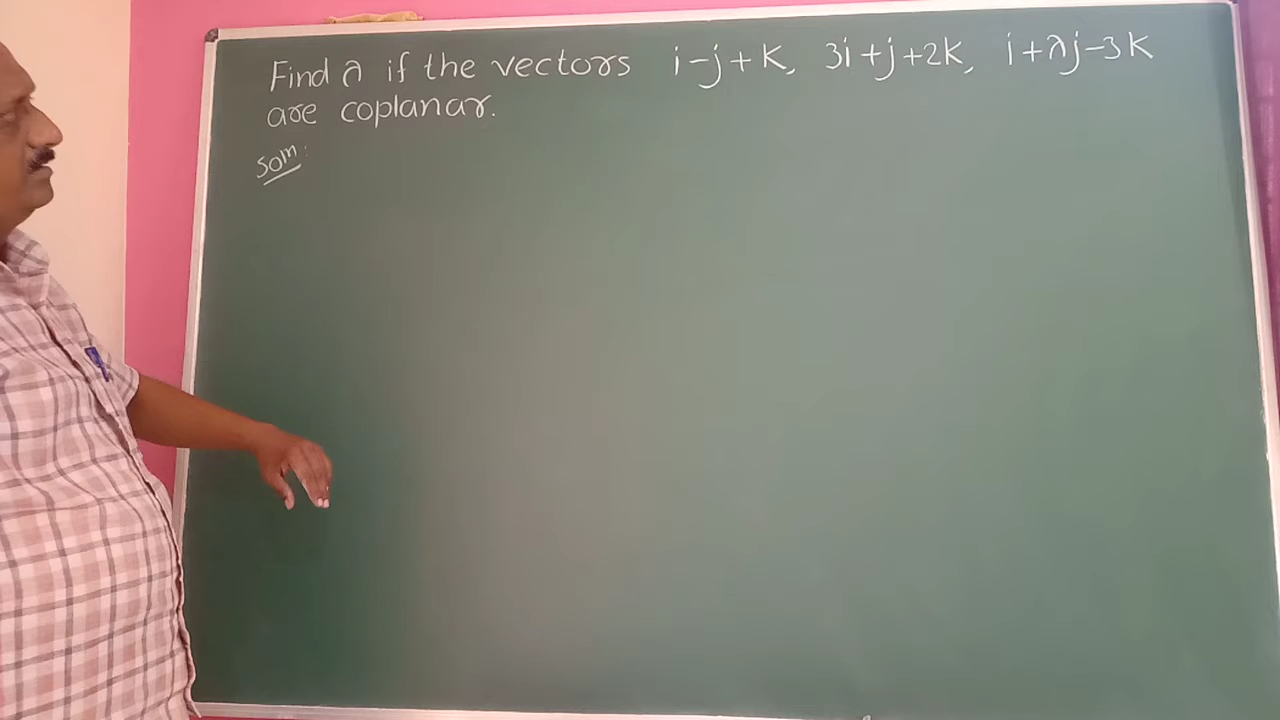 Find λ if the vectors i-j+k, 3i+j+2k, i+λj-3k
are coplanar.
Soln: